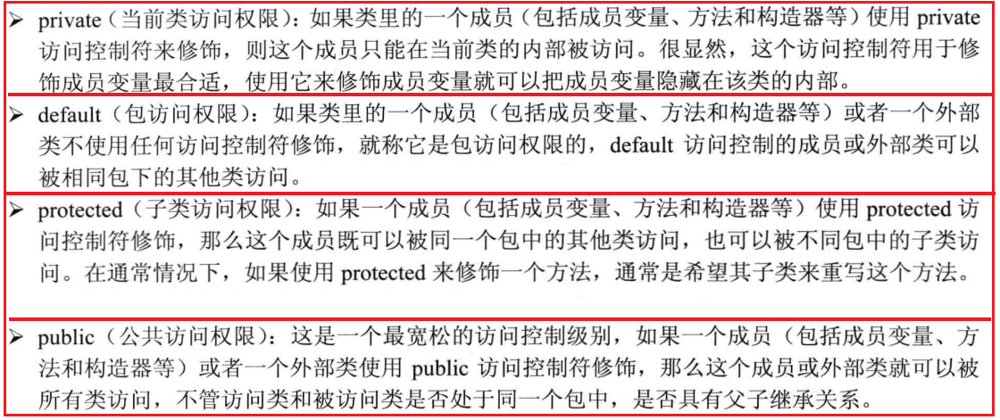 ➤ private（当前类访问权限）：如果类里的一个成员（包括成员变量、方法和构造器等）使用 private
访问控制符来修饰，则这个成员只能在当前类的内部被访问。很显然，这个访问控制符用于修
饰成员变量最合适，使用它来修饰成员变量就可以把成员变量隐藏在该类的内部。
➤ default（包访问权限）：如果类里的一个成员（包括成员变量、方法和构造器等）或者一个外部
类不使用任何访问控制符修饰，就称它是包访问权限的，default 访问控制的成员或外部类可以
被相同包下的其他类访问。
➤ protected（子类访问权限）：如果一个成员（包括成员变量、方法和构造器等）使用 protected 访
问控制符修饰，那么这个成员既可以被同一个包中的其他类访问，也可以被不同包中的子类访
问。在通常情况下，如果使用 protected 来修饰一个方法，通常是希望其子类来重写这个方法。
➤ public（公共访问权限）：这是一个最宽松的访问控制级别，如果一个成员（包括成员变量、方
法和构造器等）或者一个外部类使用 public 访问控制符修饰，那么这个成员或外部类就可以被
所有类访问，不管访问类和被访问类是否处于同一个包中，是否具有父子继承关系。